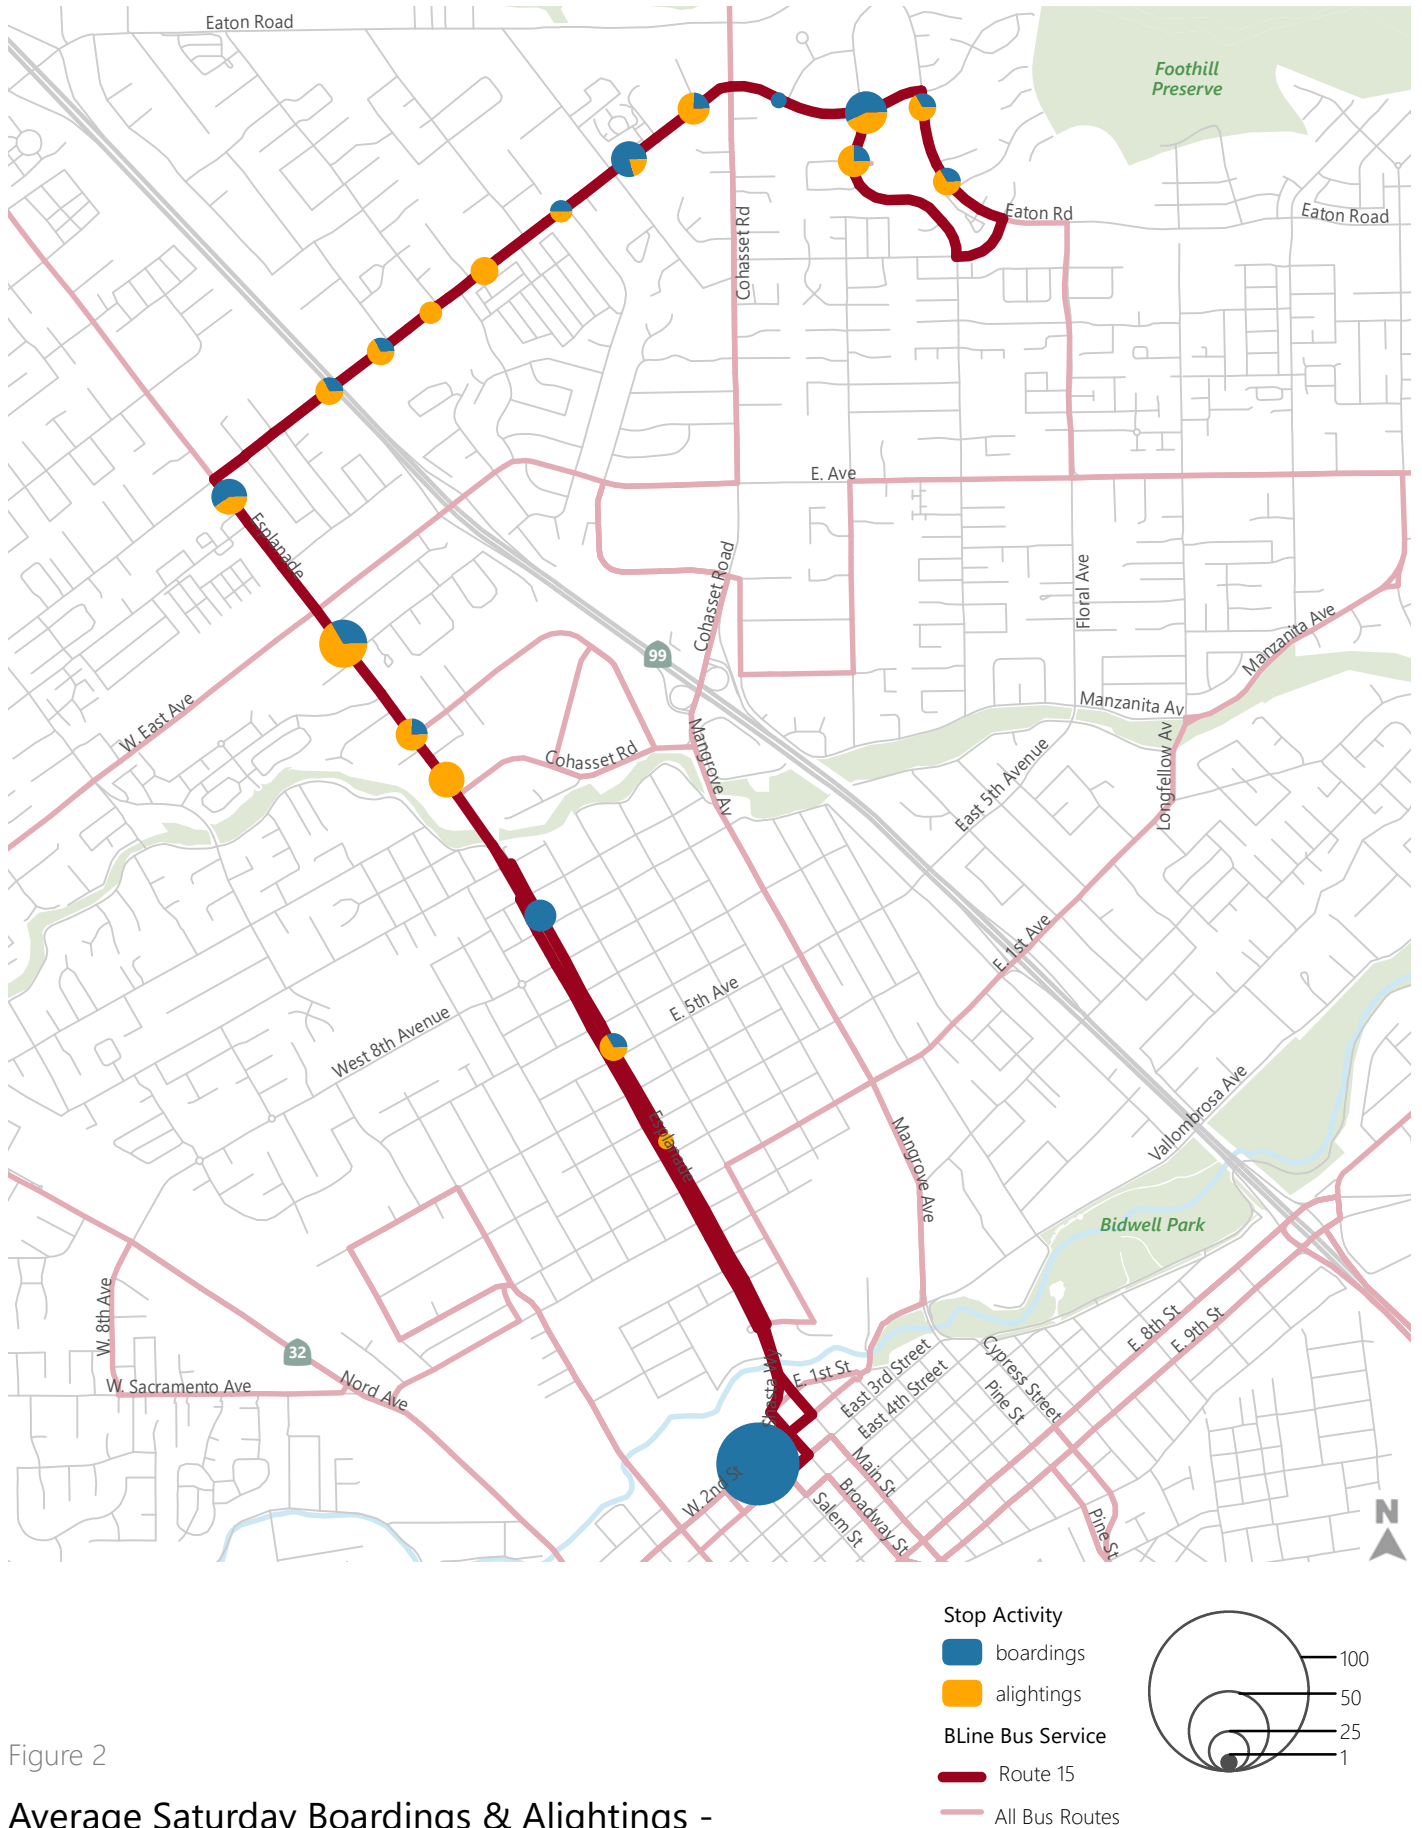 Eaton Road
Foothill
Preserve
Cohasset Rd
Eaton Rd
Eaton Road
E. Ave
Esplanade
Cohasset Road
Floral Ave
Manzanita Ave
99
W. East Ave
Manzanita Av
Mangrove Av
Cohasset Rd
Longfellow Av
East 5th Avenue
E. 1st Ave
E. 5th Ave
West 8th Avenue
Vallombrosa Ave
Esplanade
Mangrove Ave
Bidwell Park
W. 8th Ave
32
E. 8th St
E. 9th St
W. Sacramento Ave
Nord Ave
Shasta Wy
E. 1st St
East 3rd Street
East 4th Street
Cypress Street
Pine St
W. 2nd St
Main St
Broadway St
Salem St
Pine St
N
Stop Activity
boardings
alightings
100
50
25
1
BLine Bus Service
Route 15
All Bus Routes
Figure 2
Average Saturday Boardings & Alightings -